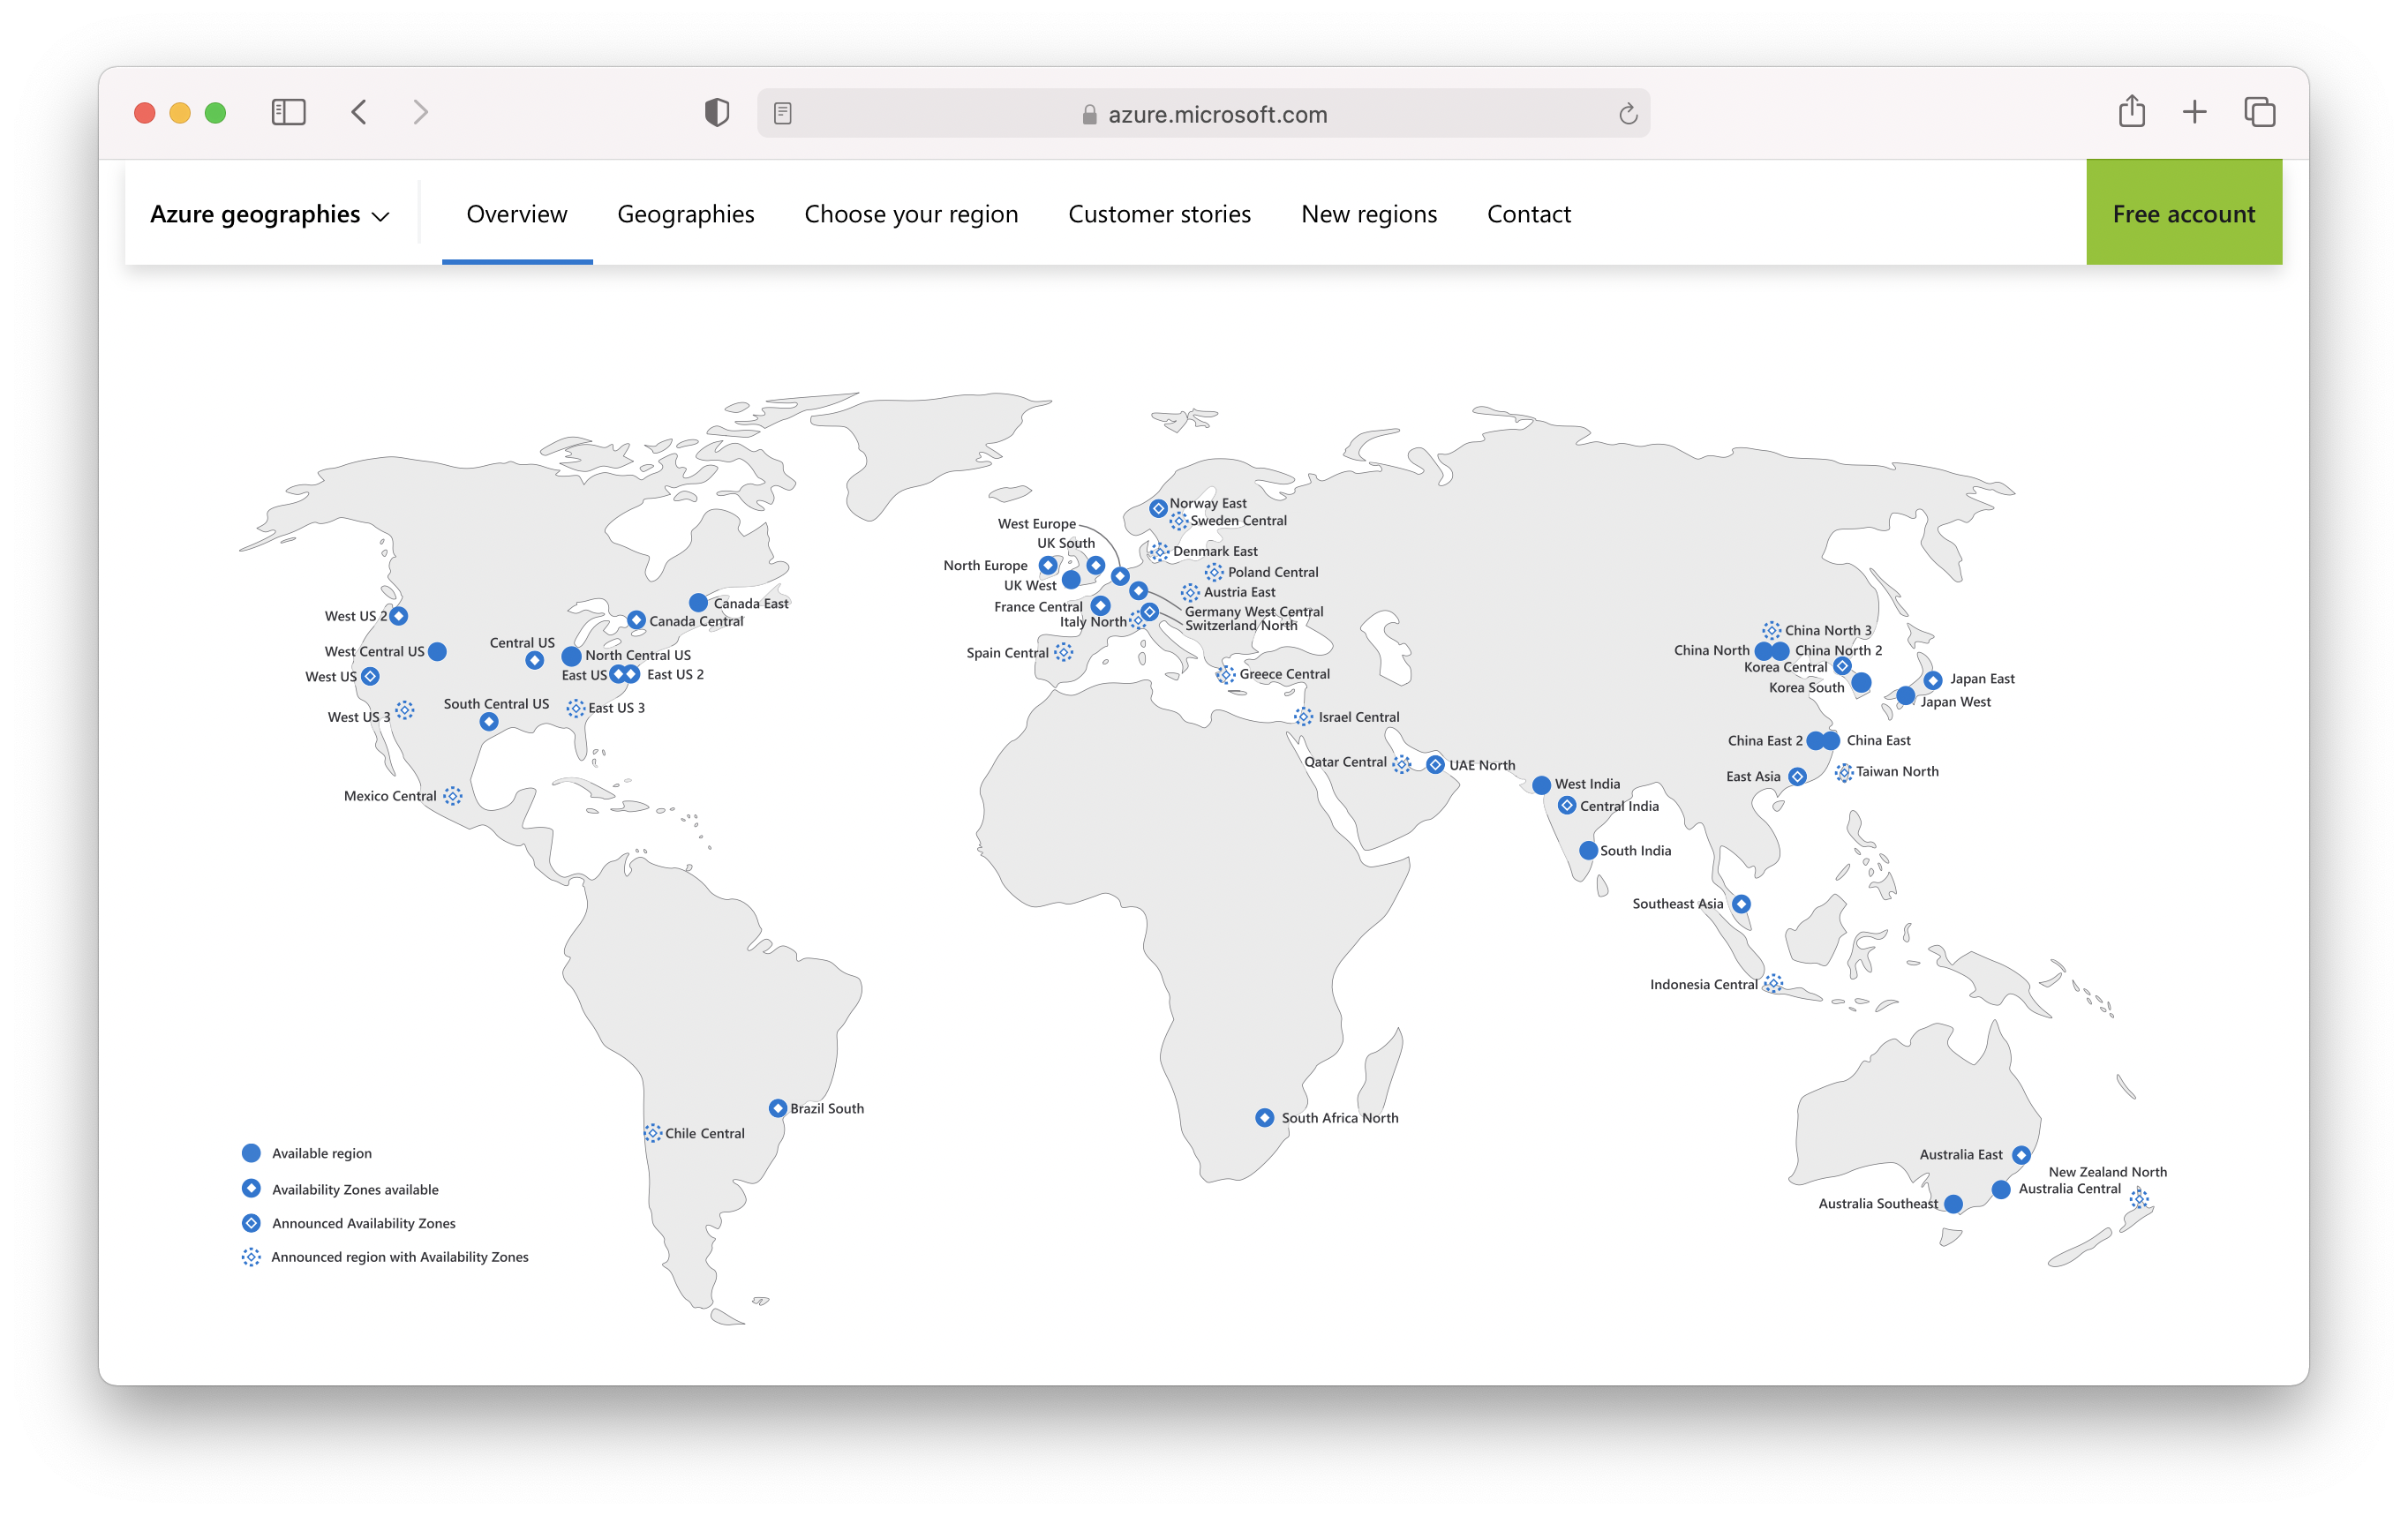 azure.microsoft.com
Azure geographies
Overview
Geographies
Choose your region
Customer stories
New regions
Contact
Free account
Norway East
Sweden Central
West Europe
UK South
Denmark East
North Europe
Poland Central
UK West
Austria East
France Central
Germany West Central
Italy North
Switzerland North
Spain Central
Greece Central
Israel Central
Qatar Central
UAE North
Canada East
West US 2
Canada Central
Central US
West Central US
North Central US
West US
East US
East US 2
South Central US
East US 3
West US 3
Mexico Central
China North 3
China North
China North 2
Korea Central
Japan East
Korea South
Japan West
China East 2
China East
East Asia
Taiwan North
West India
Central India
South India
Southeast Asia
Indonesia Central
Brazil South
Chile Central
South Africa North
Australia East
New Zealand North
Australia Central
Australia Southeast
Available region
Availability Zones available
Announced Availability Zones
Announced region with Availability Zones